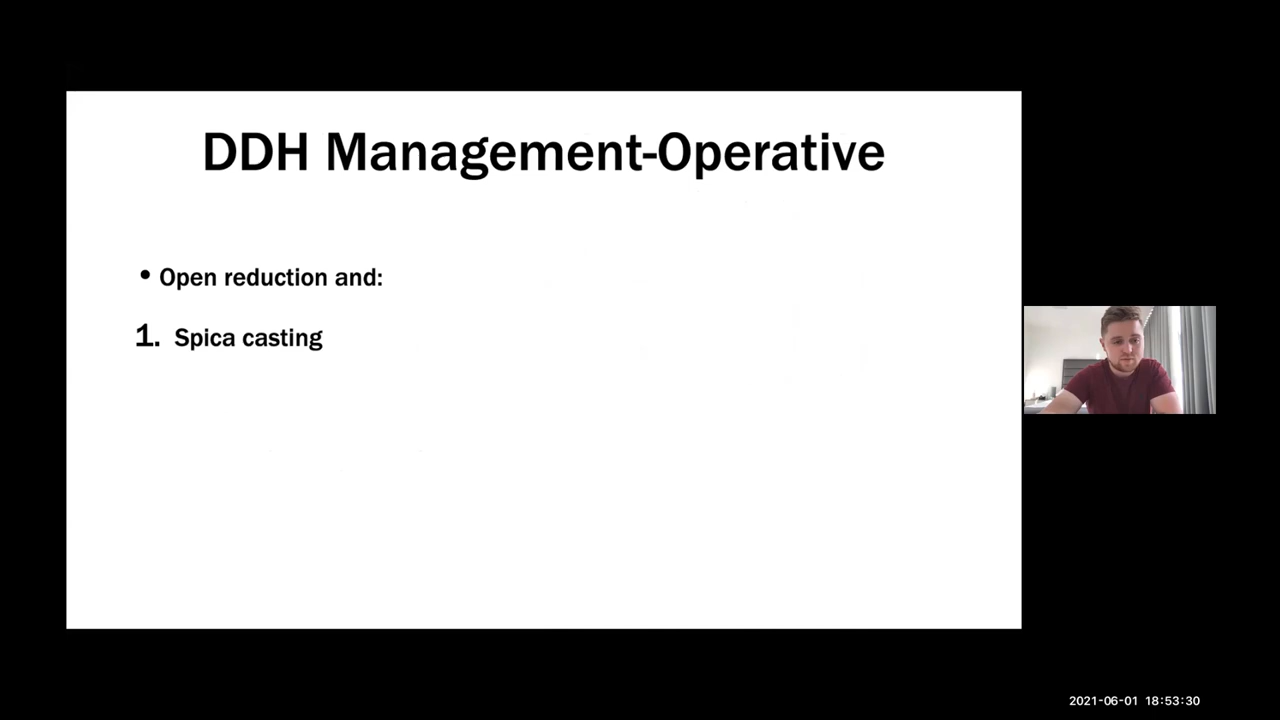 DDH Management-Operative
• Open reduction and:
1. Spica casting
2021-06-01 18:53:30